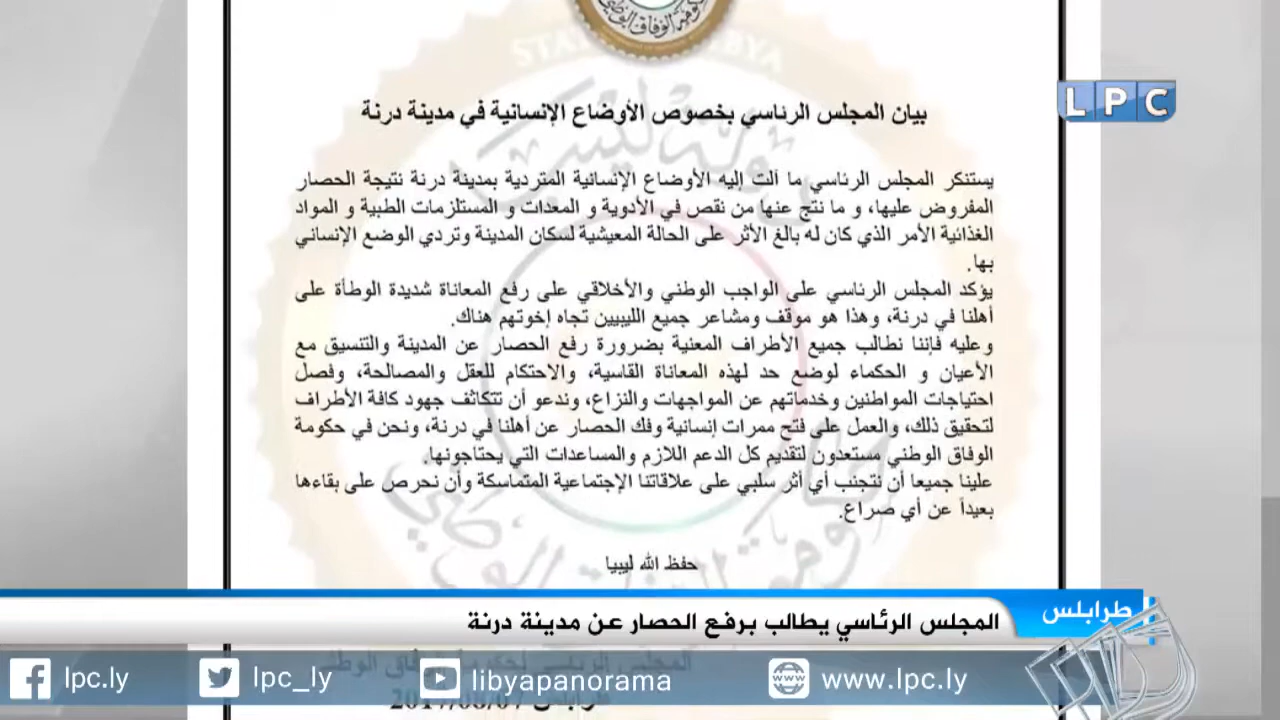 حكومة الوفاق الوطني
LPC
بيان المجلس الرئاسي بخصوص الأوضاع الإنسانية في مدينة درنة
يستنكر المجلس الرئاسي ما آلت إليه الأوضاع الإنسانية المتردية بمدينة درنة نتيجة الحصار
المفروض عليها، و ما نتج عنها من نقص في الأدوية و المعدات و المستلزمات الطبية و المواد
الغذائية الأمر الذي كان له بالغ الأثر على الحالة المعيشية لسكان المدينة وتردي الوضع الإنساني
بها.
يؤكد المجلس الرئاسي على الواجب الوطني والأخلاقي على رفع المعاناة شديدة الوطأة على
أهلنا في درنة، وهذا هو موقف ومشاعر جميع الليبيين تجاه إخوتهم هناك.
وعليه فإننا نطالب جميع الأطراف المعنية بضرورة رفع الحصار عن المدينة والتنسيق مع
الأعيان و الحكماء لوضع حد لهذه المعاناة القاسية، والاحتكام للعقل والمصالحة، وفصل
احتياجات المواطنين وخدماتهم عن المواجهات والنزاع، وندعو أن تتكاثف جهود كافة الأطراف
لتحقيق ذلك، والعمل على فتح ممرات إنسانية وفك الحصار عن أهلنا في درنة، ونحن في حكومة
الوفاق الوطني مستعدون لتقديم كل الدعم اللازم والمساعدات التي يحتاجونها.
علينا جميعا أن نتجنب أي أثر سلبي على علاقاتنا الإجتماعية المتماسكة وأن نحرص على بقاءها
بعيداً عن أي صراع.
حفظ الله ليبيا
طرابلس
المجلس الرئاسي يطالب برفع الحصار عن مدينة درنة
المجلس الرئاسي لحكومة الوفاق الوطني
lpc.ly
lpc_ly
libyapanorama
www.lpc.ly